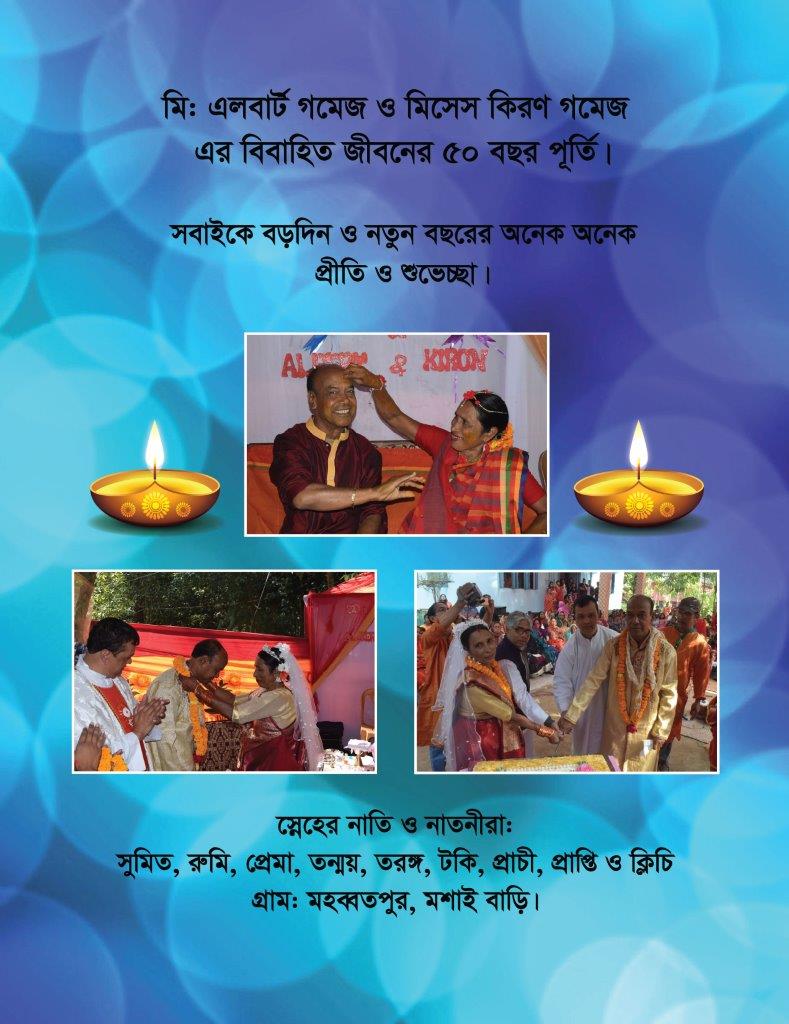 মি: এলবার্ট গমেজ ও মিসেস কিরণ গমেজ
এর বিবাহিত জীবনের ৫০ বছর পূর্তি।
সবাইকে বড়দিন ও নতুন বছরের অনেক অনেক
প্রীতি ও শুভেচ্ছা।
& KIRON
স্নেহের নাতি ও নাতনীরা:
সুমিত, রুমি, প্রেমা, তন্ময়, তরঙ্গ, টকি, প্রাচী, প্রাপ্তি ও ক্লিচি
গ্রাম: মহব্বতপুর, মশাই বাড়ি।